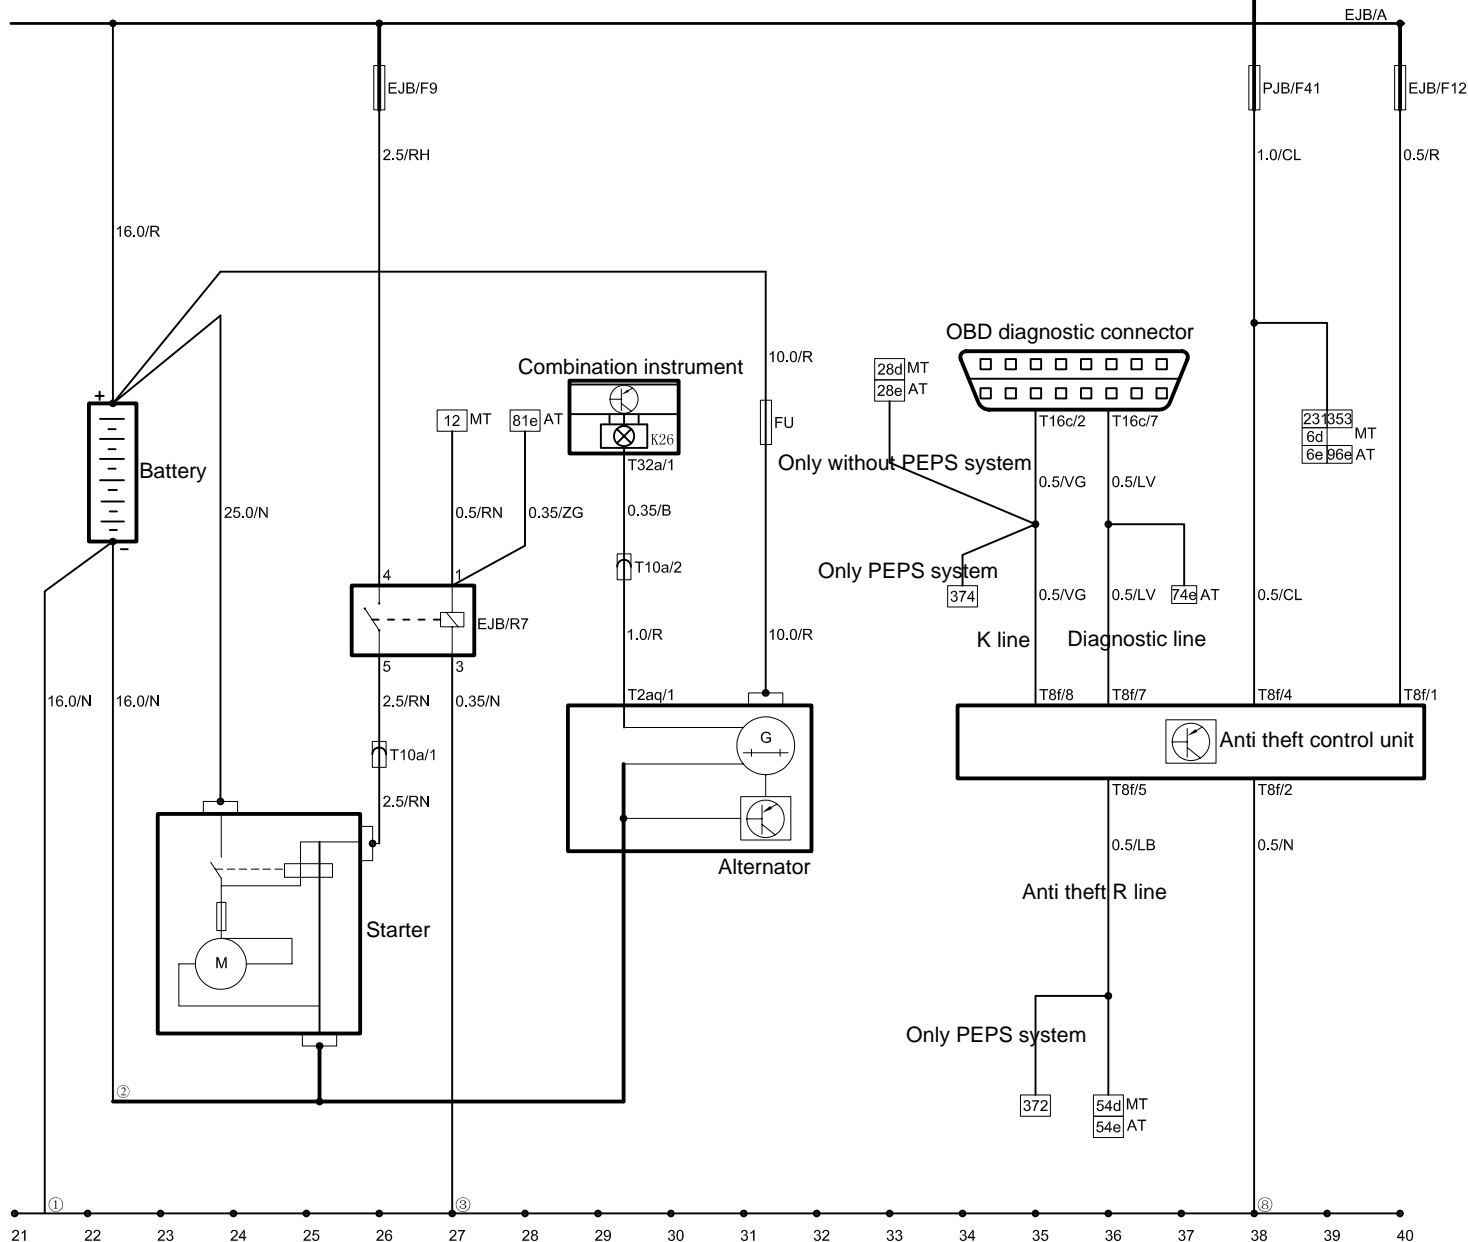 EJB/A
EJB/F9
PJB/F41
EJB/F12
2.5/RH
1.0/CL
0.5/R
16.0/R
OBD diagnostic connector
10.0/R
Combination instrument
28d MT
28e AT
12 MT
81e AT
K26
FU
T16c/2
T16c/7
231 353
6d MT
6e 96e AT
+
Battery
-
T32a/1
Only without PEPS system
0.5/VG
0.5/LV
25.0/N
0.5/RN
0.35/ZG
0.35/B
T10a/2
Only PEPS system
4
1
374
0.5/VG
0.5/LV
74e AT
0.5/CL
EJB/R7
1.0/R
10.0/R
K line
Diagnostic line
5
3
16.0/N
16.0/N
2.5/RN
0.35/N
T2aq/1
T8f/8
T8f/7
T8f/4
T8f/1
G
Anti theft control unit
T10a/1
2.5/RN
T8f/5
T8f/2
0.5/LB
0.5/N
Alternator
Anti theft R line
Starter
M
Only PEPS system
②
372
54d MT
54e AT
①
③
⑧
21 22 23 24 25 26 27 28 29 30 31 32 33 34 35 36 37 38 39 40